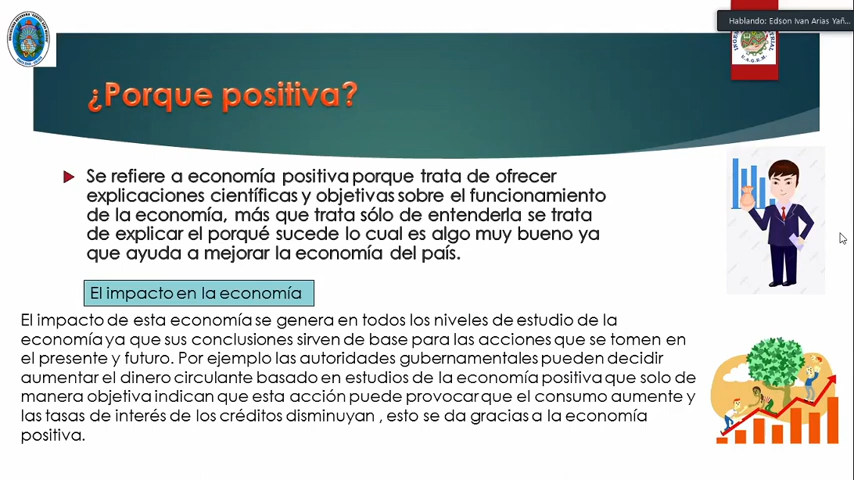 Hablando: Edson Ivan Arias Yañ...
¿Porque positiva?
Se refiere a economía positiva porque trata de ofrecer
explicaciones científicas y objetivas sobre el funcionamiento
de la economía, más que trata sólo de entenderla se trata
de explicar el porqué sucede lo cual es algo muy bueno ya
que ayuda a mejorar la economía del país.
El impacto en la economía
El impacto de esta economía se genera en todos los niveles de estudio de la
economía ya que sus conclusiones sirven de base para las acciones que se tomen en
el presente y futuro. Por ejemplo las autoridades gubernamentales pueden decidir
aumentar el dinero circulante basado en estudios de la economía positiva que solo de
manera objetiva indican que esta acción puede provocar que el consumo aumente y
las tasas de interés de los créditos disminuyan , esto se da gracias a la economía
positiva.